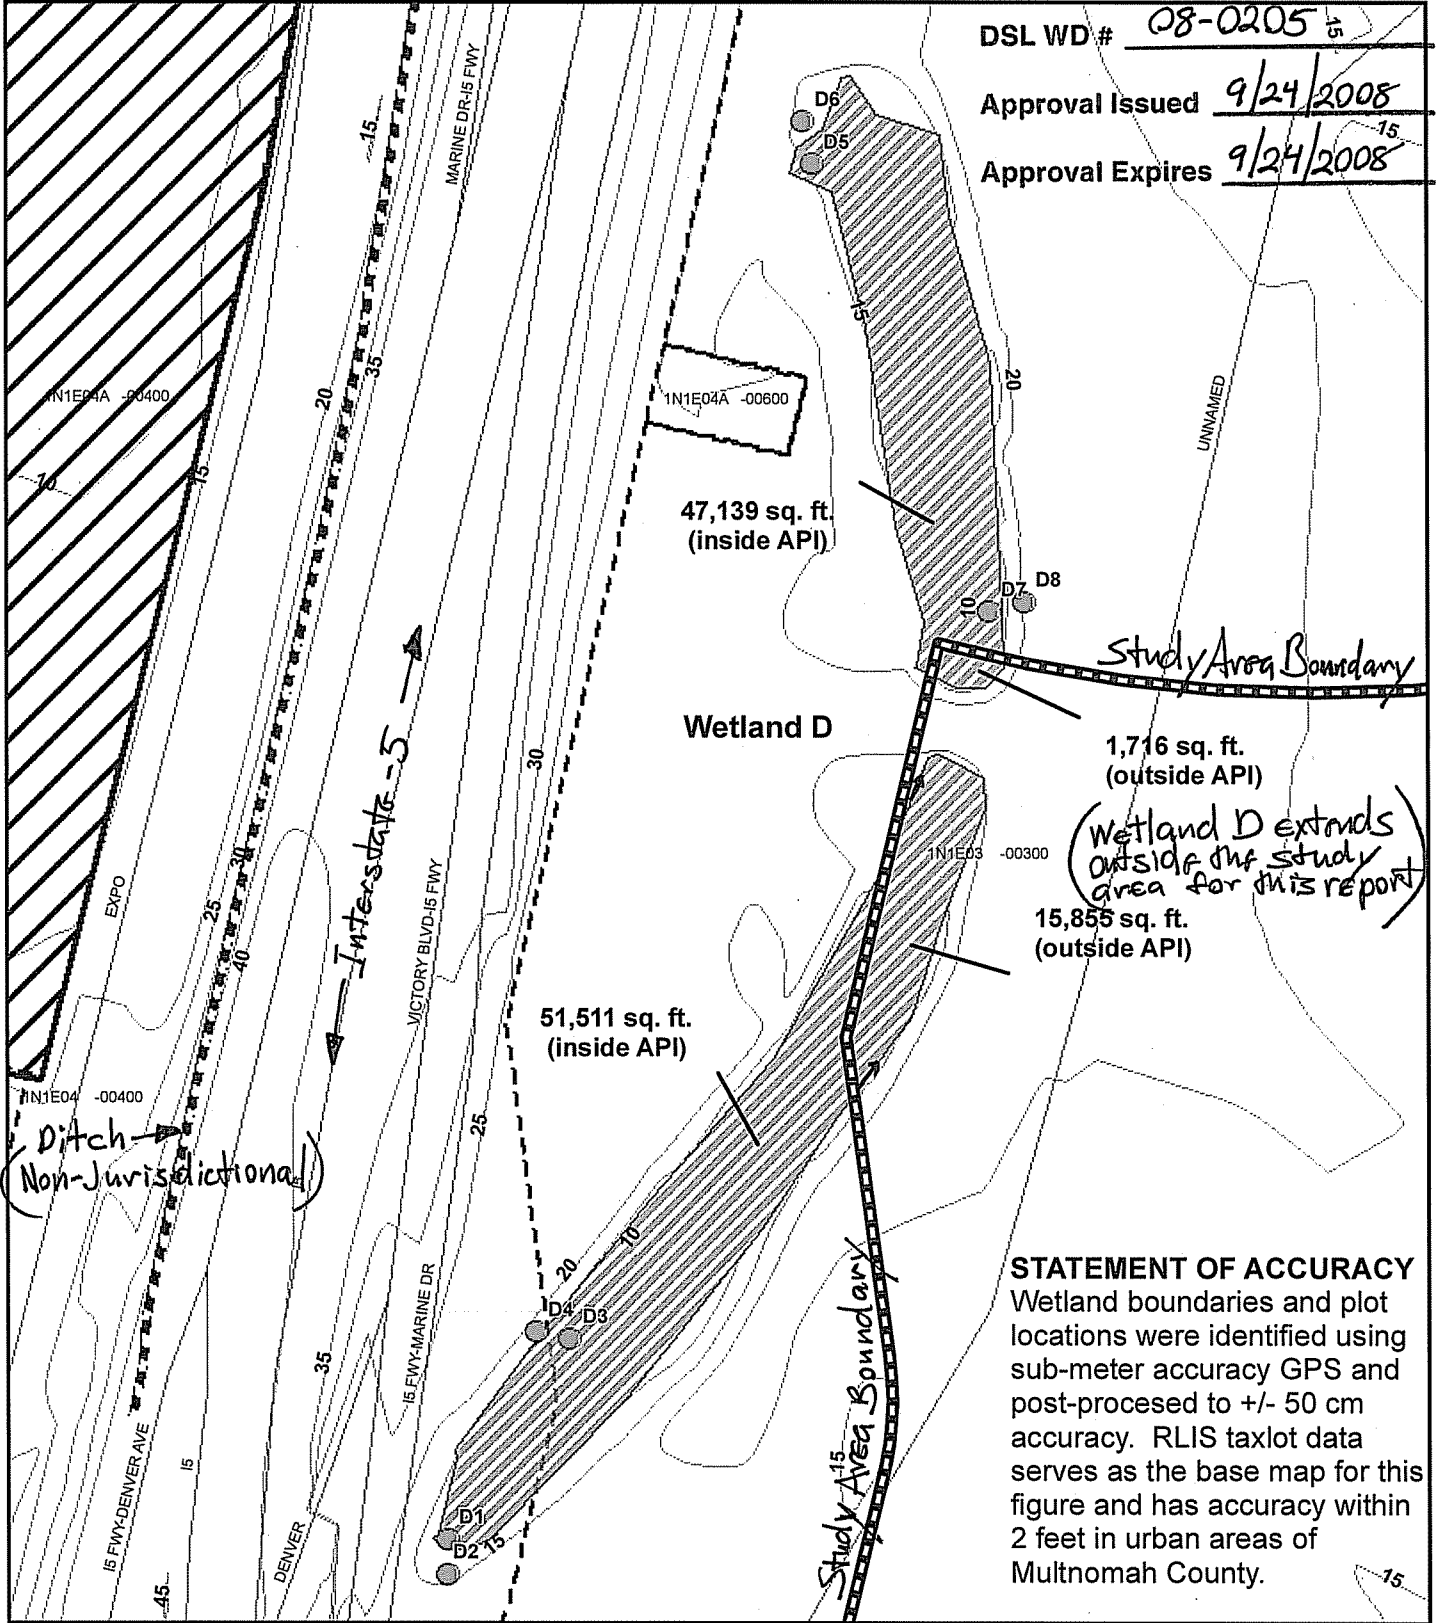 DSL WD # 08-0205
15
Approval Issued 9/24/2008
15
Approval Expires 9/24/2008
D6
D5
15
MARINE DR-I5 FWY
15
20
35
20
UNNAMED
1N1E04A -00400
1N1E04A -00600
15
10
47,139 sq. ft.
(inside API)
D7
D8
10
Study Area Boundary
Wetland D
1,716 sq. ft.
(outside API)
30
Interstate-5
(Wetland D extends
outside the study
area for this report)
1N1E03 -00300
30
EXPO
25
40
VICTORY BLVD-I5 FWY
15,855 sq. ft.
(outside API)
51,511 sq. ft.
(inside API)
1N1E04 -00400
25
Ditch
(Non-Jurisdictional)
20
10
D4
D3
I5 FWY-MARINE DR
35
Study Area Boundary
15
STATEMENT OF ACCURACY
Wetland boundaries and plot
locations were identified using
sub-meter accuracy GPS and
post-procesed to +/- 50 cm
accuracy. RLIS taxlot data
serves as the base map for this
figure and has accuracy within
2 feet in urban areas of
Multnomah County.
I5 FWY-DENVER AVE
I5
D1
D2
15
DENVER
45
15